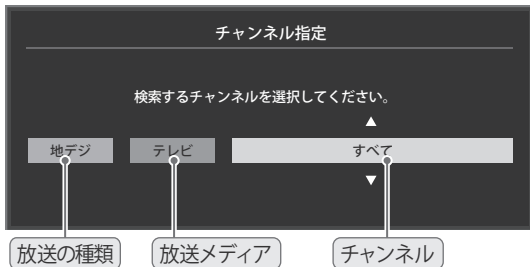 チャンネル指定
検索するチャンネルを選択してください。
▲
地デジ テレビ すべて
▼
放送の種類 放送メディア チャンネル